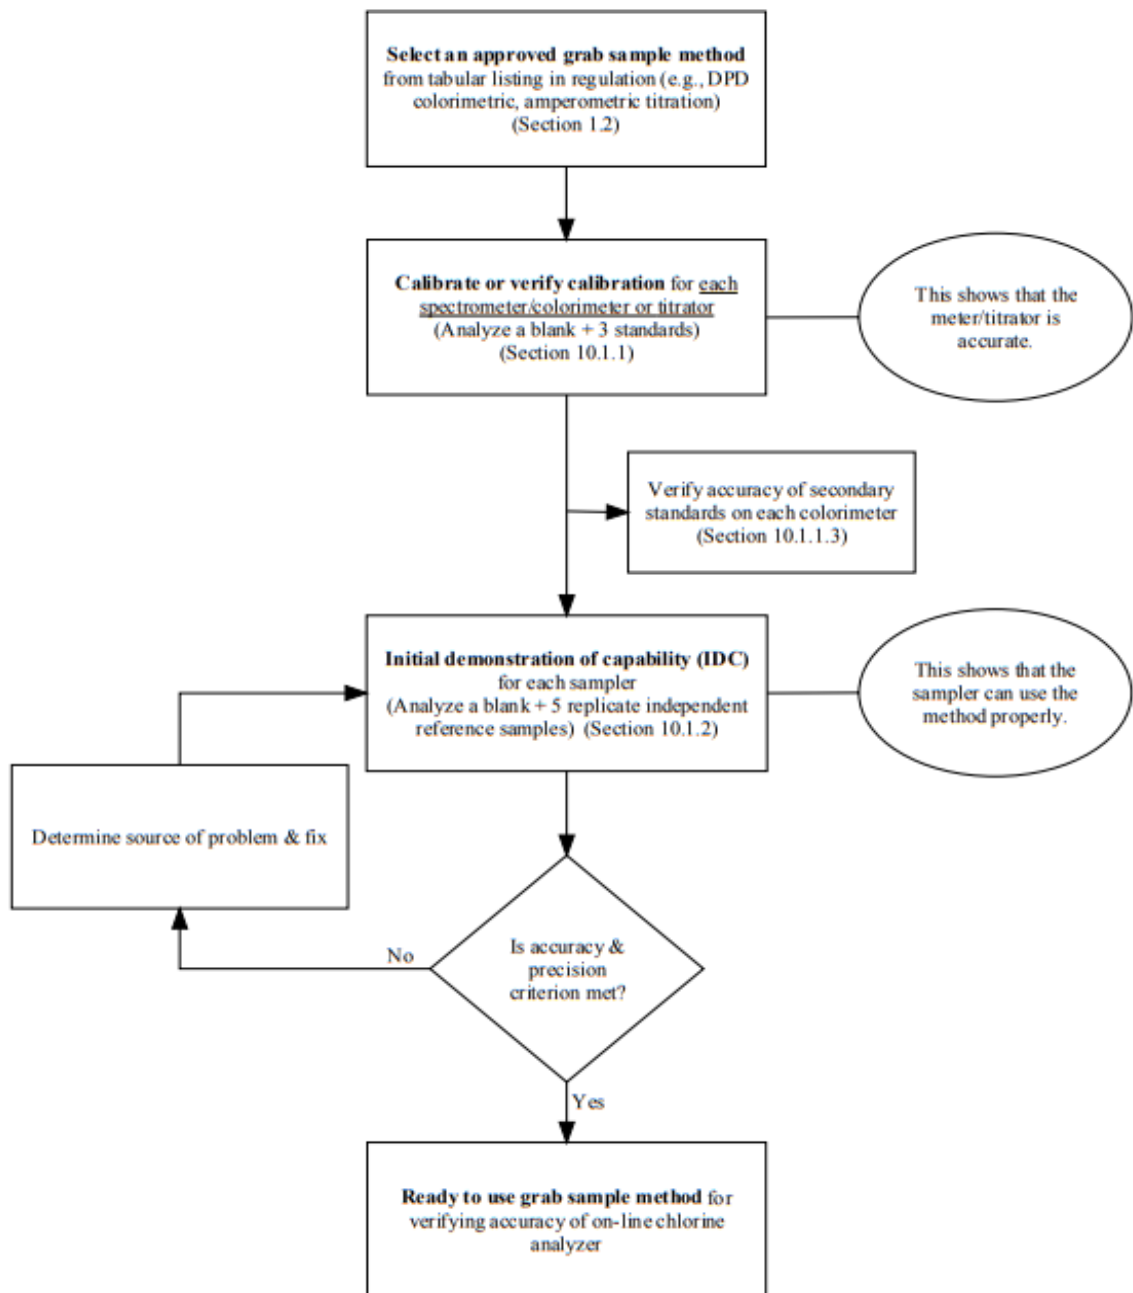 Select an approved grab sample method
from tabular listing in regulation (e.g., DPD
colorimetric, amperometric titration)
(Section 1.2)
Calibrate or verify calibration for each
spectrometer/colorimeter or titrator
(Analyze a blank + 3 standards)
(Section 10.1.1)
This shows that the
meter/titrator is
accurate.
Verify accuracy of secondary
standards on each colorimeter
(Section 10.1.1.3)
Initial demonstration of capability (IDC)
for each sampler
(Analyze a blank + 5 replicate independent
reference samples) (Section 10.1.2)
This shows that the
sampler can use the
method properly.
Determine source of problem & fix
No
Is accuracy &
precision
criterion met?
Yes
Ready to use grab sample method for
verifying accuracy of on-line chlorine
analyzer